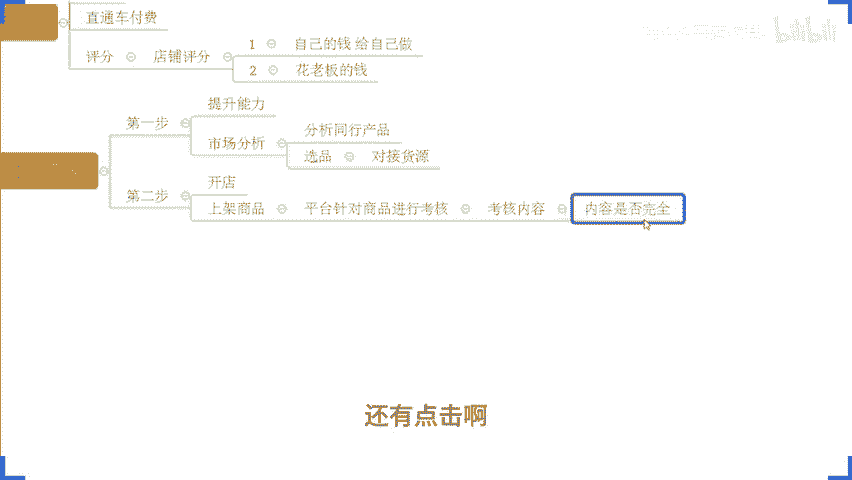 直通车付费
评分 店铺评分
1 自己的钱 给自己做
2 花老板的钱
第一步
提升能力
市场分析
分析同行产品
选品 对接货源
第二步
开店
上架商品 平台针对商品进行考核 考核内容 内容是否完全
还有点击啊
bilibili